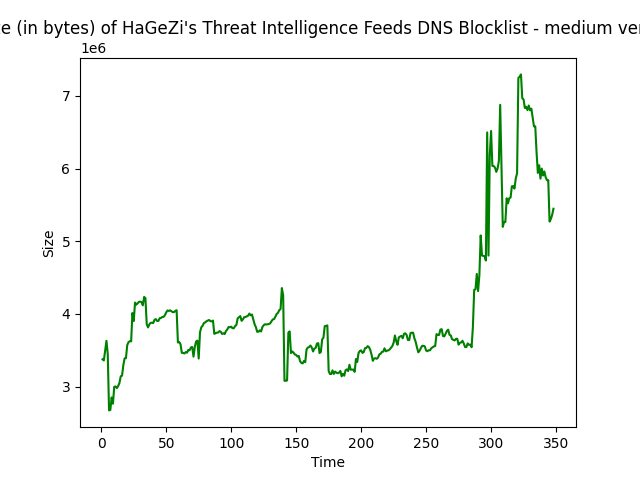 e (in bytes) of HaGeZi's Threat Intelligence Feeds DNS Blocklist - medium ver
1e6
7
6
5
4
3
Size
0 50 100 150 200 250 300 350
Time